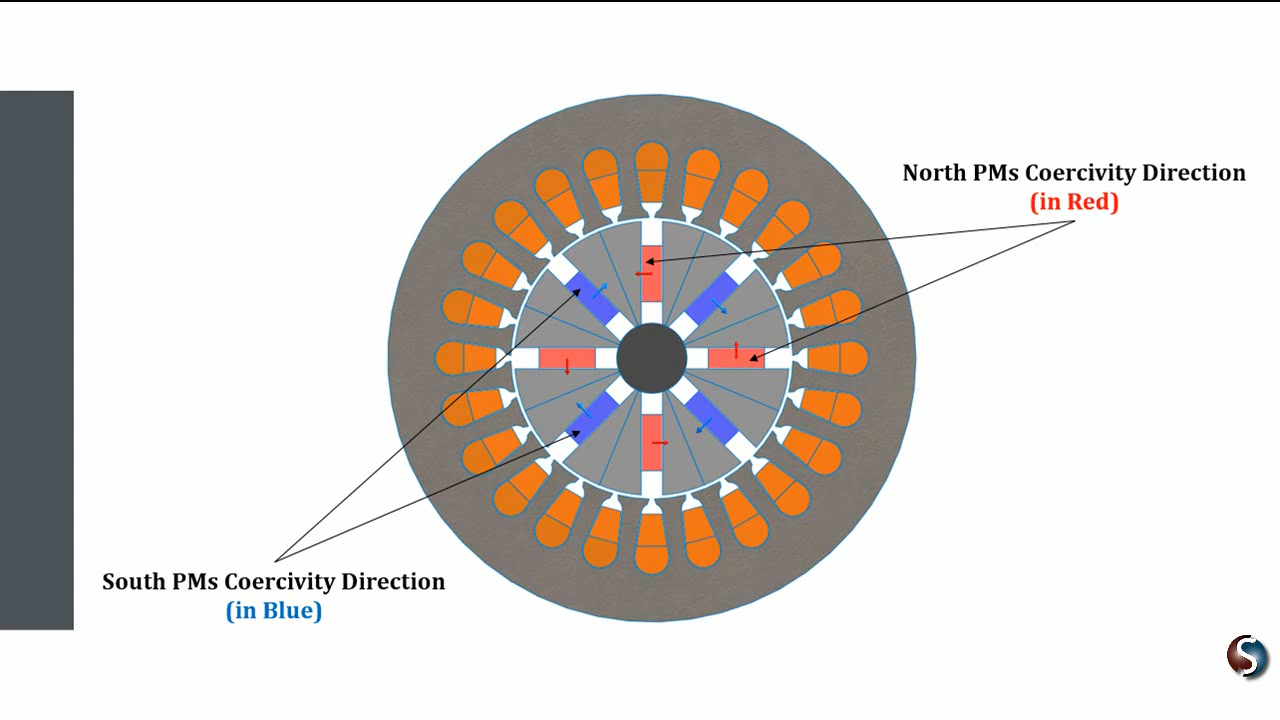 North PMs Coercivity Direction
(in Red)
South PMs Coercivity Direction
(in Blue)